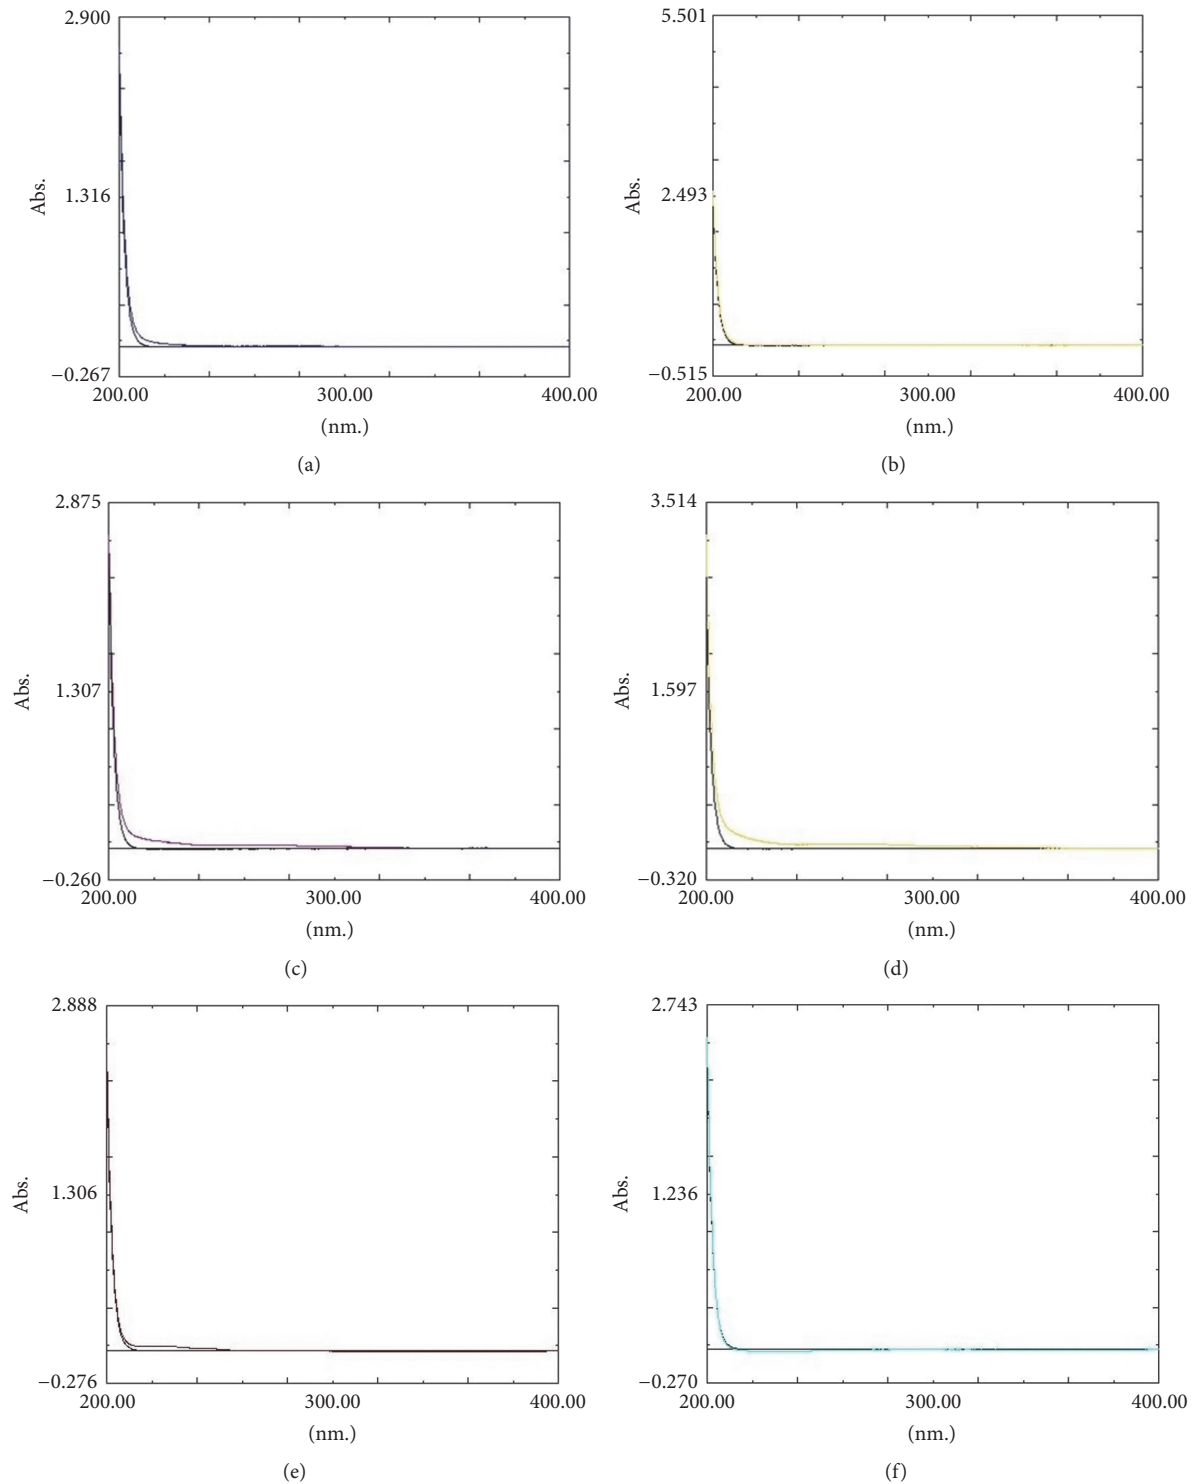 2.900
Abs.
1.316
−0.267
200.00 300.00 400.00
(nm.)
(a)
5.501
Abs.
2.493
−0.515
200.00 300.00 400.00
(nm.)
(b)
2.875
Abs.
1.307
−0.260
200.00 300.00 400.00
(nm.)
(c)
3.514
Abs.
1.597
−0.320
200.00 300.00 400.00
(nm.)
(d)
2.888
Abs.
1.306
−0.276
200.00 300.00 400.00
(nm.)
(e)
2.743
Abs.
1.236
−0.270
200.00 300.00 400.00
(nm.)
(f)